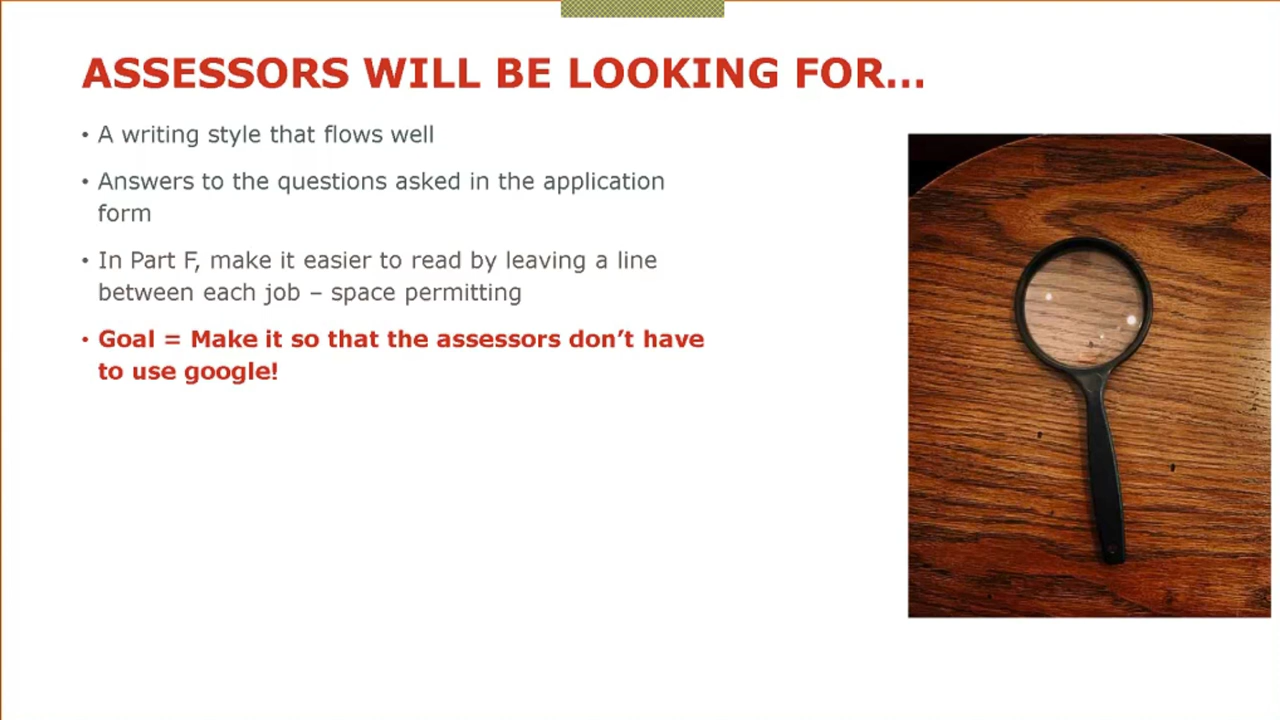 ASSESSORS WILL BE LOOKING FOR...
• A writing style that flows well
• Answers to the questions asked in the application
form
• In Part F, make it easier to read by leaving a line
between each job – space permitting
• Goal = Make it so that the assessors don’t have
to use google!